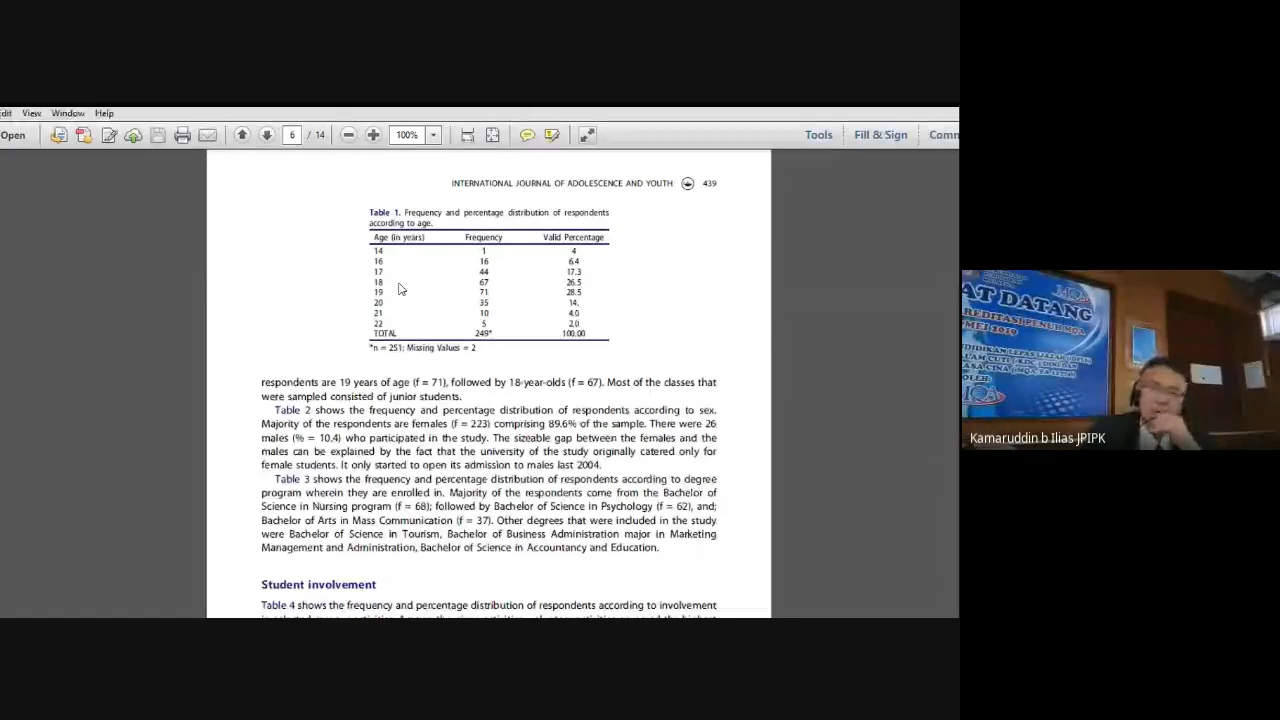 Edit View Window Help
Open 6 / 14 100% Tools Fill & Sign Comm
INTERNATIONAL JOURNAL OF ADOLESCENCE AND YOUTH 439
Table 1. Frequency and percentage distribution of respondents
according to age.
Age (in years) Frequency Valid Percentage
14 1 4
16 16 6.4
17 44 17.3
18 67 26.5
19 71 28.5
20 35 14.
21 10 4.0
22 5 2.0
TOTAL 249* 100.00
*n = 251; Missing Values = 2
respondents are 19 years of age (f = 71), followed by 18-year-olds (f = 67). Most of the classes that
were sampled consisted of junior students.
Table 2 shows the frequency and percentage distribution of respondents according to sex.
Majority of the respondents are females (f = 223) comprising 89.6% of the sample. There were 26
males (% = 10.4) who participated in the study. The sizeable gap between the females and the
males can be explained by the fact that the university of the study originally catered only for
female students. It only started to open its admission to males last 2004.
Table 3 shows the frequency and percentage distribution of respondents according to degree
program wherein they are enrolled in. Majority of the respondents come from the Bachelor of
Science in Nursing program (f = 68); followed by Bachelor of Science in Psychology (f = 62), and;
Bachelor of Arts in Mass Communication (f = 37). Other degrees that were included in the study
were Bachelor of Science in Tourism, Bachelor of Business Administration major in Marketing
Management and Administration, Bachelor of Science in Accountancy and Education.
Student involvement
Table 4 shows the frequency and percentage distribution of respondents according to involvement
MQA
AT DATANG
REDITASI PENUH MQA
MEI 2019
MQA
Kamaruddin b Ilias JPIPK